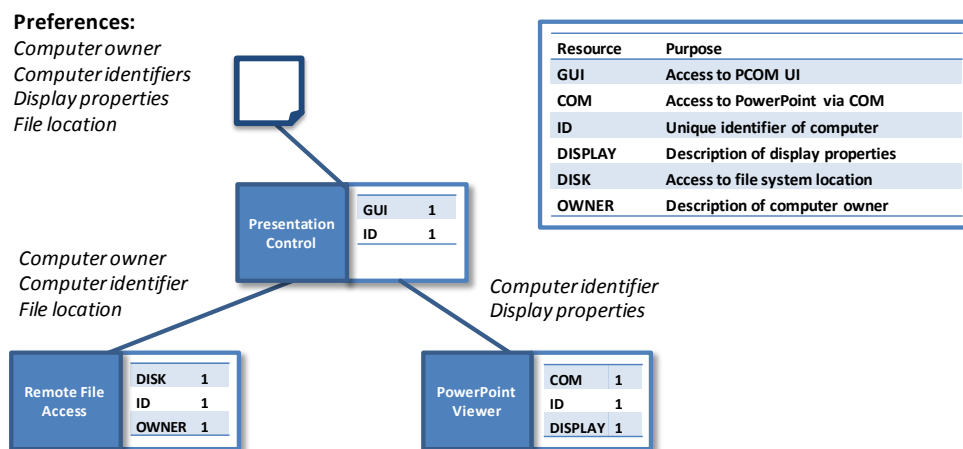 Preferences:
Computer owner
Computer identifiers
Display properties
File location
Resource Purpose
GUI Access to PCOM UI
COM Access to PowerPoint via COM
ID Unique identifier of computer
DISPLAY Description of display properties
DISK Access to file system location
OWNER Description of computer owner
Presentation
Control
GUI 1
ID 1
Computer owner
Computer identifier
File location
Computer identifier
Display properties
Remote File
Access
DISK 1
ID 1
OWNER 1
PowerPoint
Viewer
COM 1
ID 1
DISPLAY 1